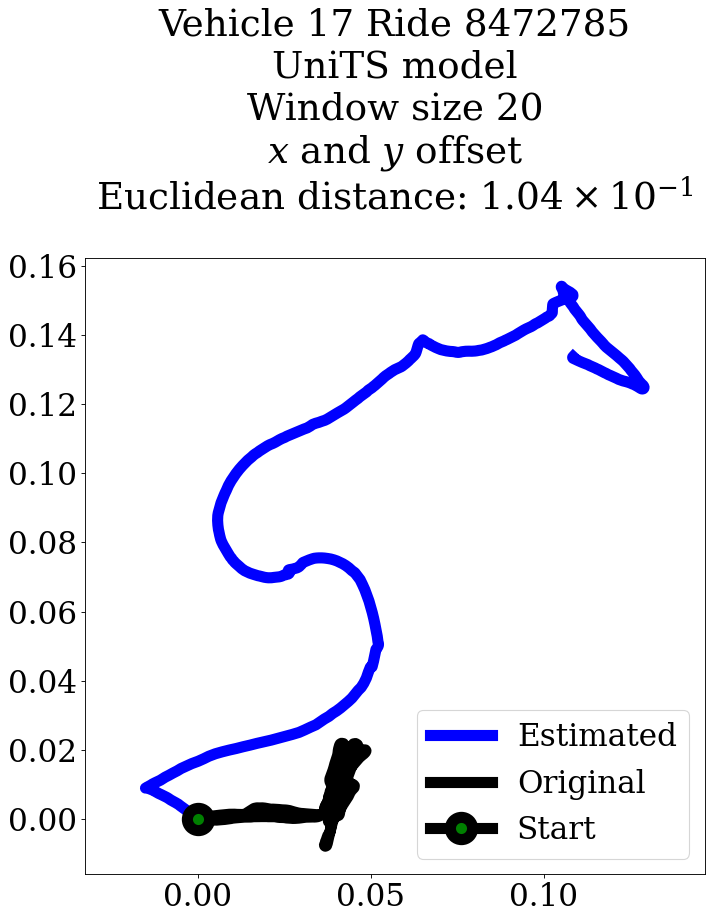 Vehicle 17 Ride 8472785
UniTS model
Window size 20
x and y offset
Euclidean distance: 1.04 × 10⁻¹
0.16
0.14
0.12
0.10
0.08
0.06
0.04
0.02
0.00
Estimated
Original
Start
0.00 0.05 0.10